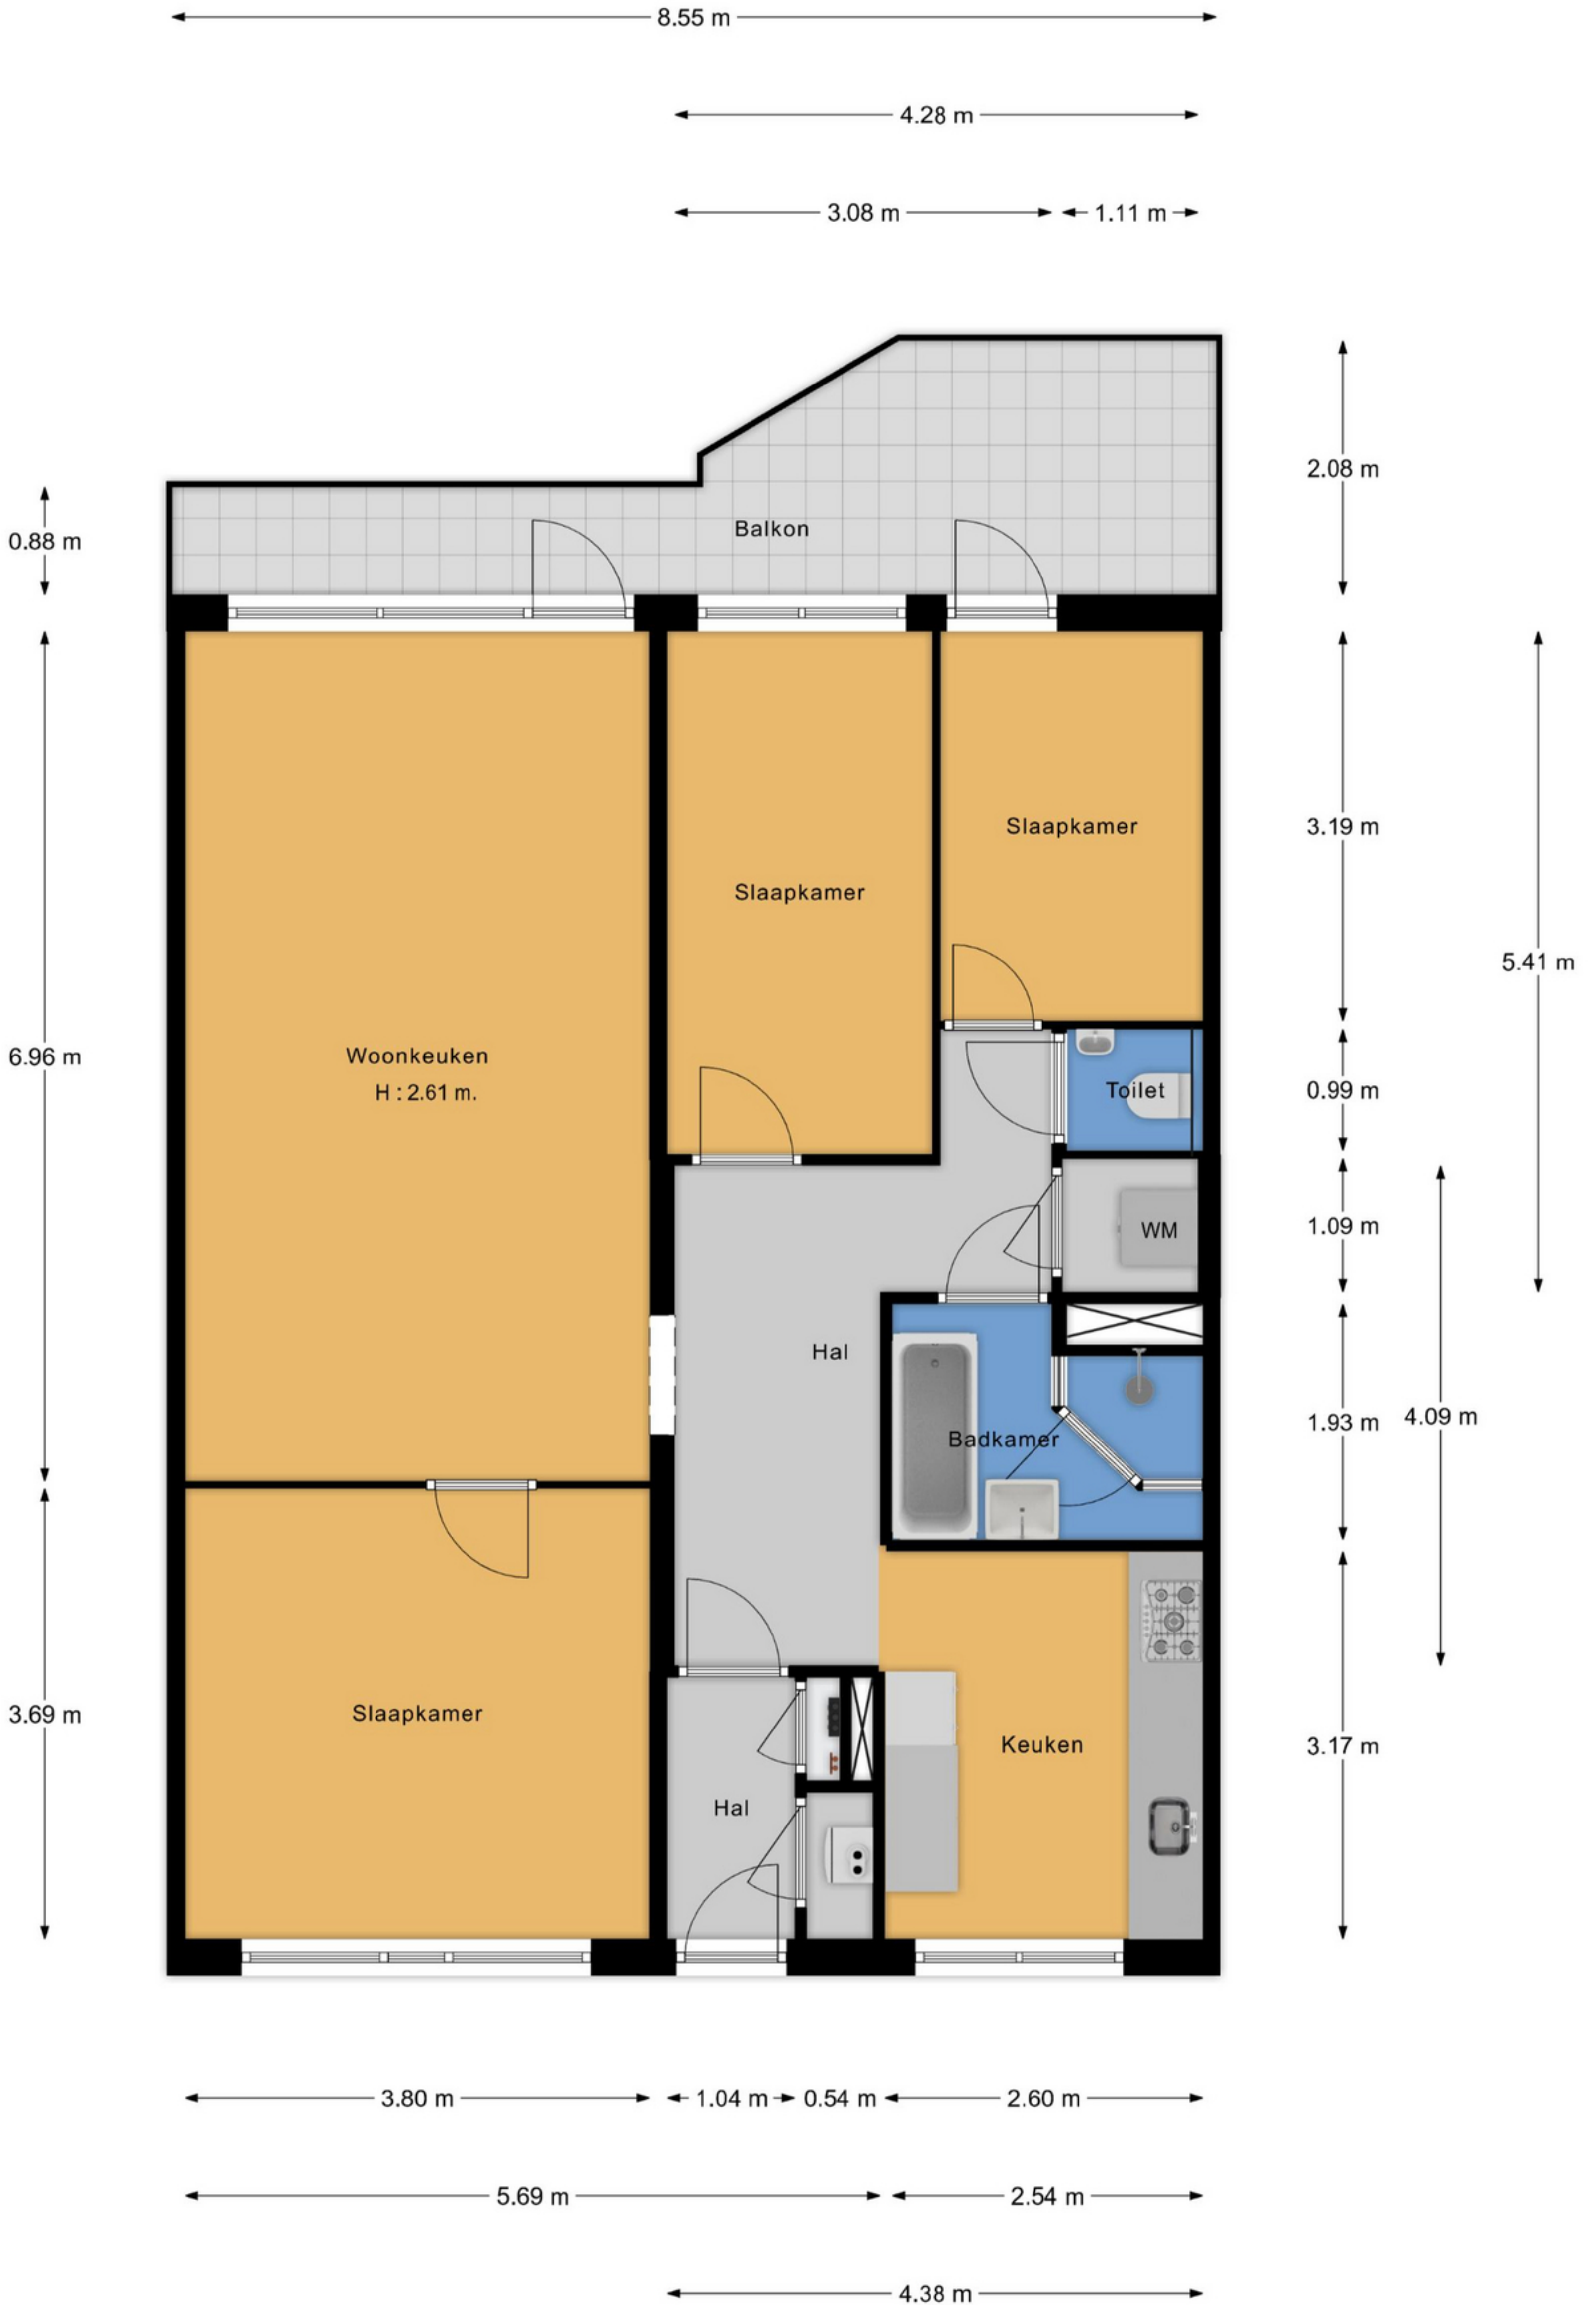 8.55 m
4.28 m
3.08 m
1.11 m
2.08 m
0.88 m
Balkon
3.19 m
Slaapkamer
Slaapkamer
5.41 m
6.96 m
Woonkeuken
H : 2.61 m.
Toilet
0.99 m
WM
1.09 m
Hal
Badkamer
1.93 m
4.09 m
3.69 m
Slaapkamer
Keuken
3.17 m
Hal
3.80 m
1.04 m
0.54 m
2.60 m
5.69 m
2.54 m
4.38 m